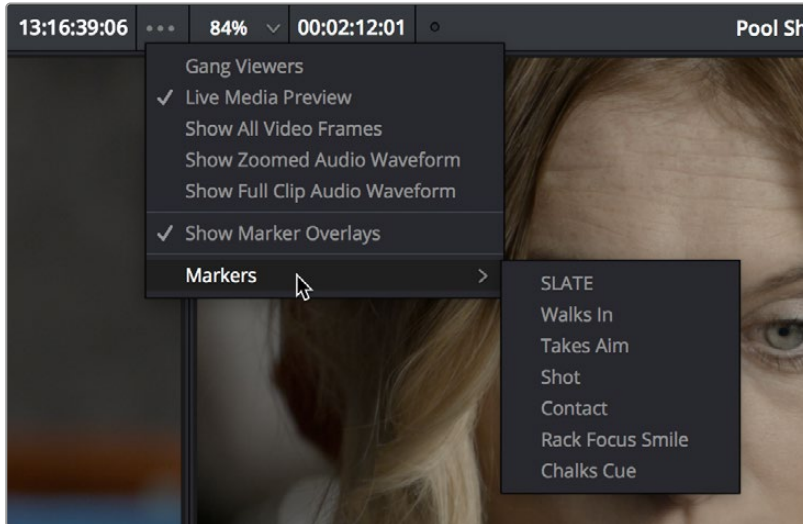 13:16:39:06 ••• 84% 00:02:12:01 Pool Sh
Gang Viewers
✓ Live Media Preview
Show All Video Frames
Show Zoomed Audio Waveform
Show Full Clip Audio Waveform
✓ Show Marker Overlays
Markers >
SLATE
Walks In
Takes Aim
Shot
Contact
Rack Focus Smile
Chalks Cue